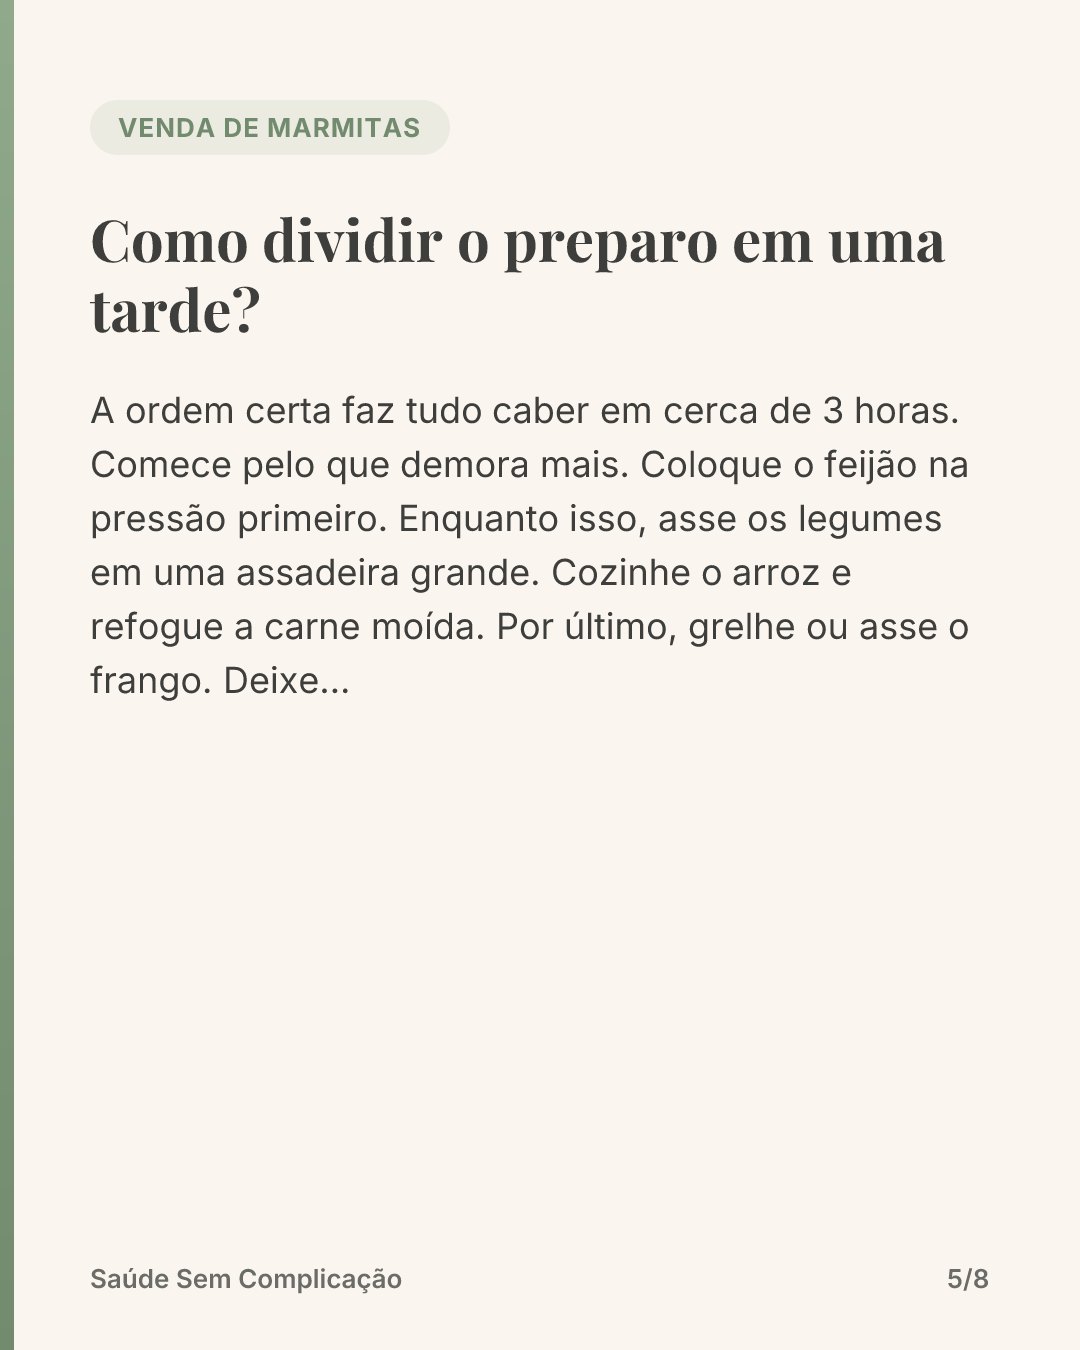 VENDA DE MARMITAS
Como dividir o preparo em uma
tarde?
A ordem certa faz tudo caber em cerca de 3 horas.
Comece pelo que demora mais. Coloque o feijão na
pressão primeiro. Enquanto isso, asse os legumes
em uma assadeira grande. Cozinhe o arroz e
refogue a carne moída. Por último, grelhe ou asse o
frango. Deixe...
Saúde Sem Complicação
5/8